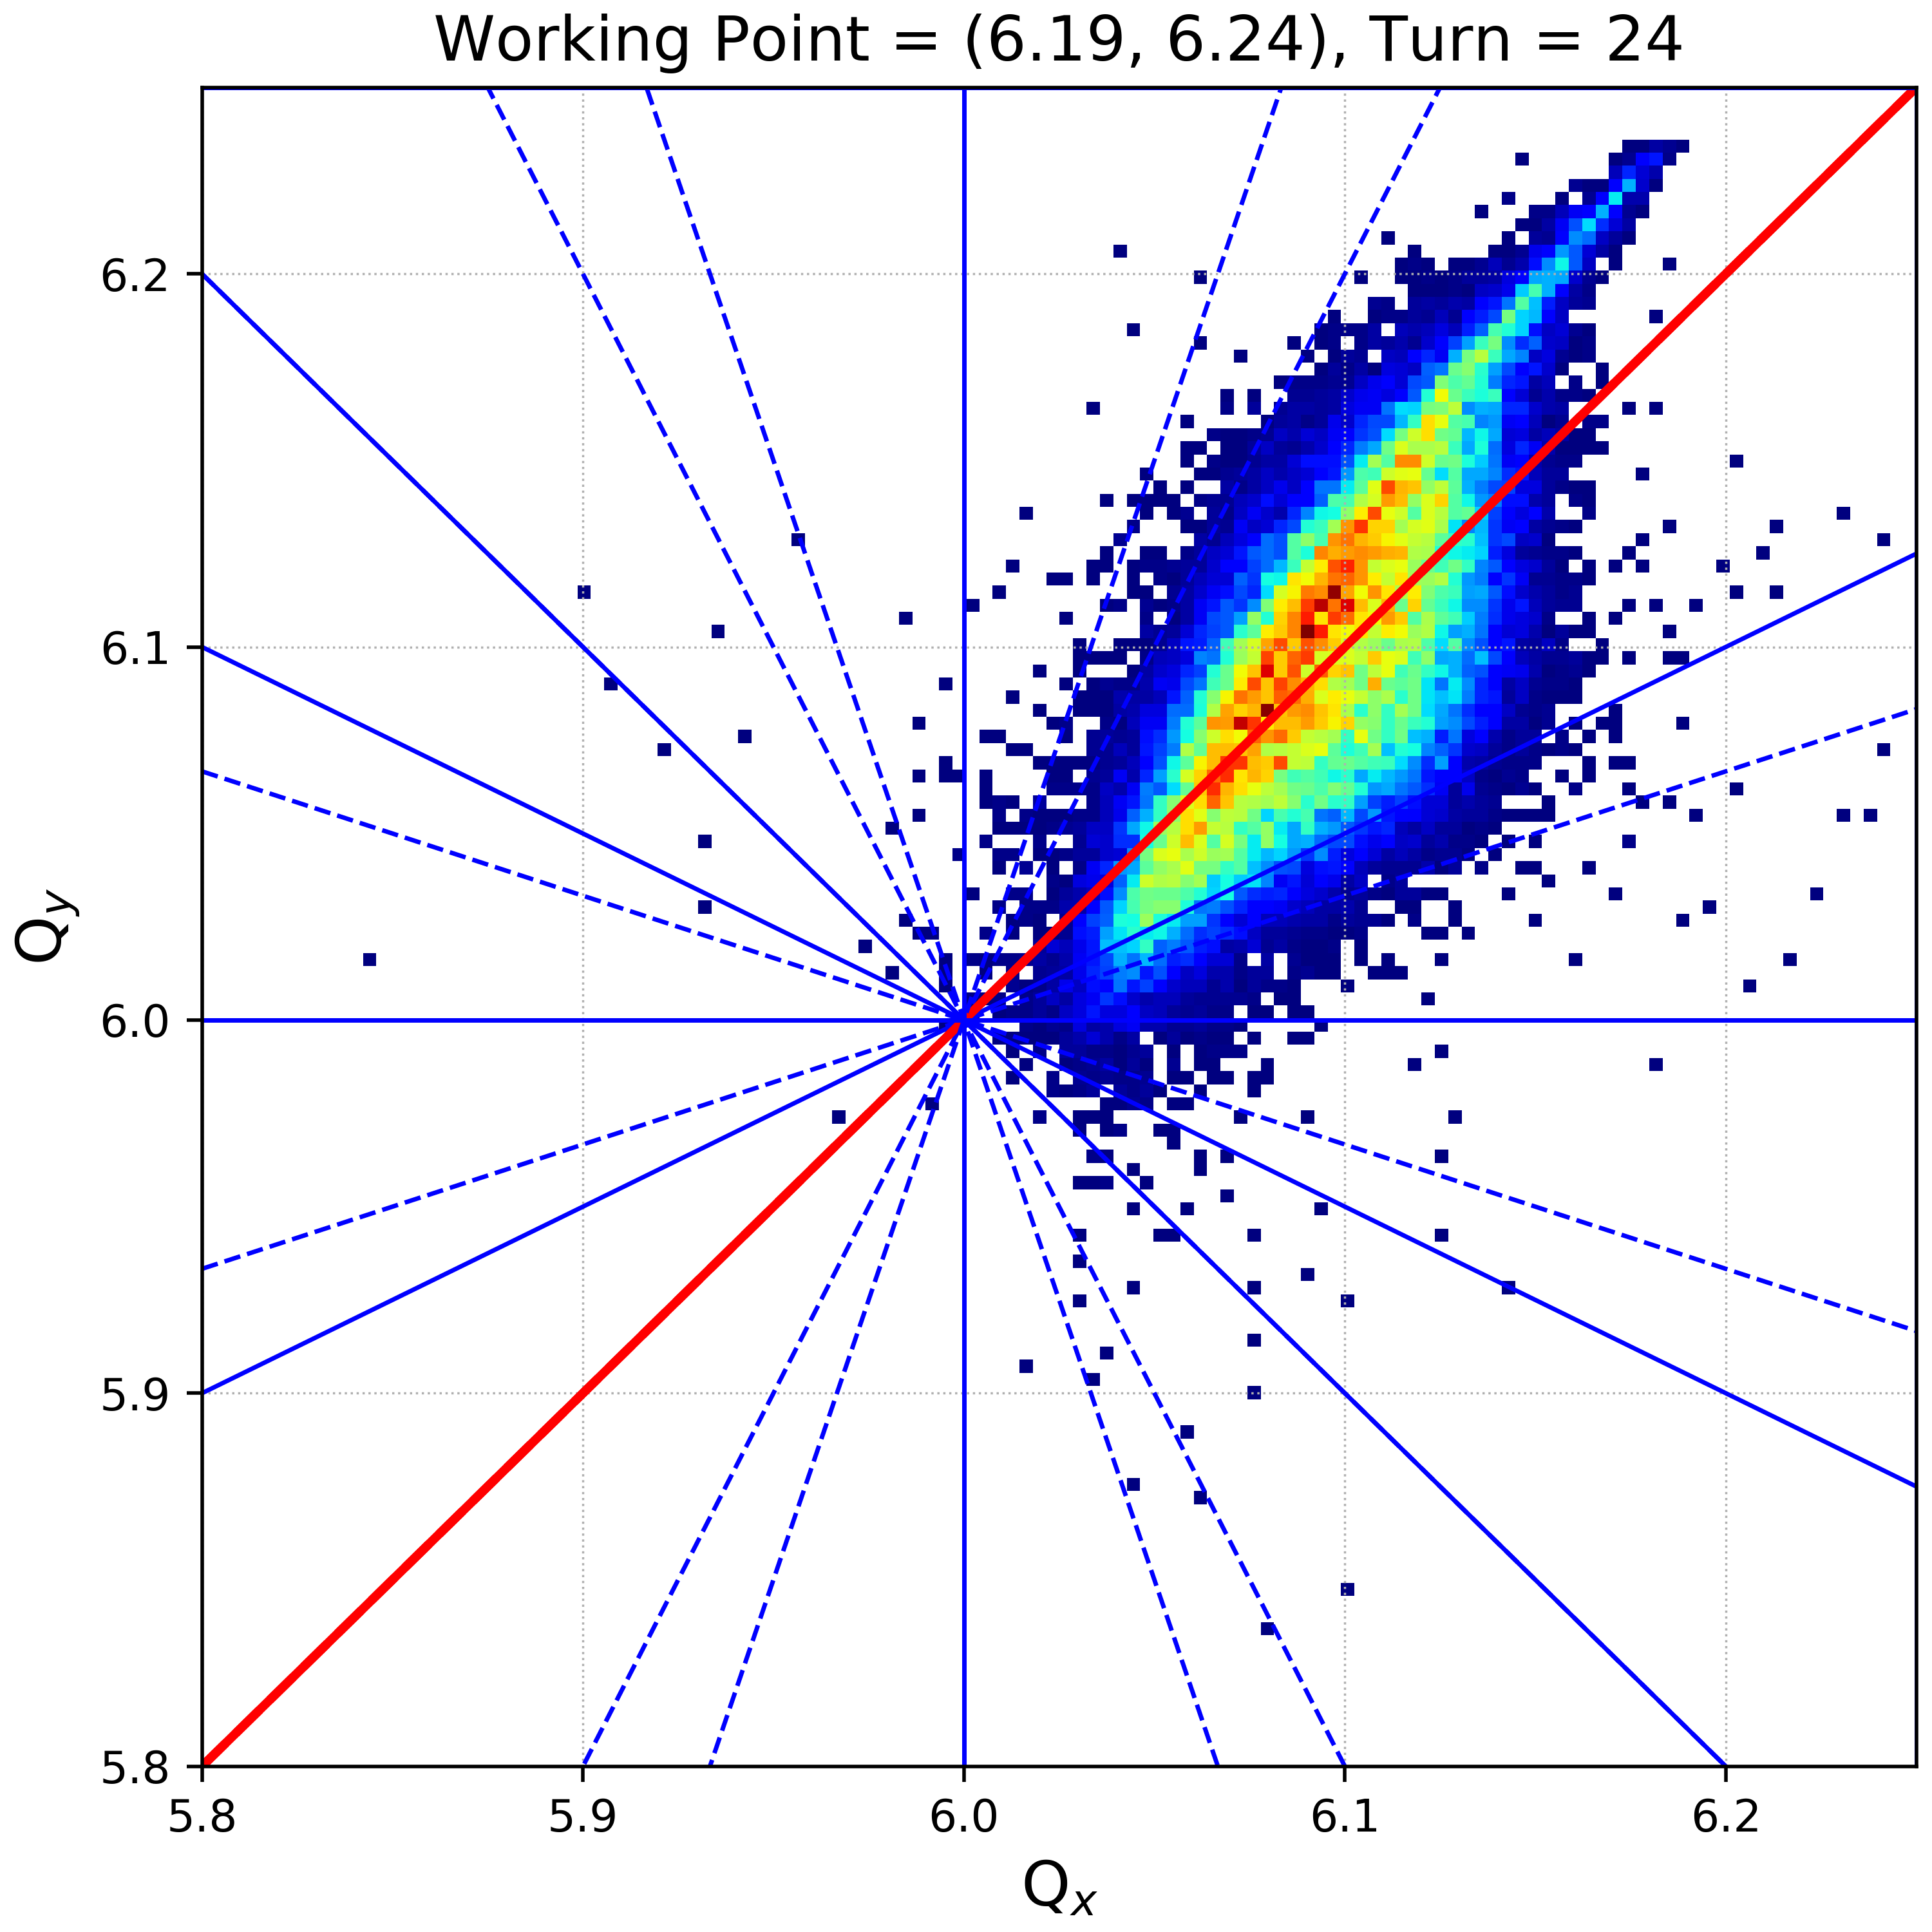 Working Point = (6.19, 6.24), Turn = 24
6.2
6.1
6.0
5.9
5.8
Qy
5.8 5.9 6.0 6.1 6.2
Qx